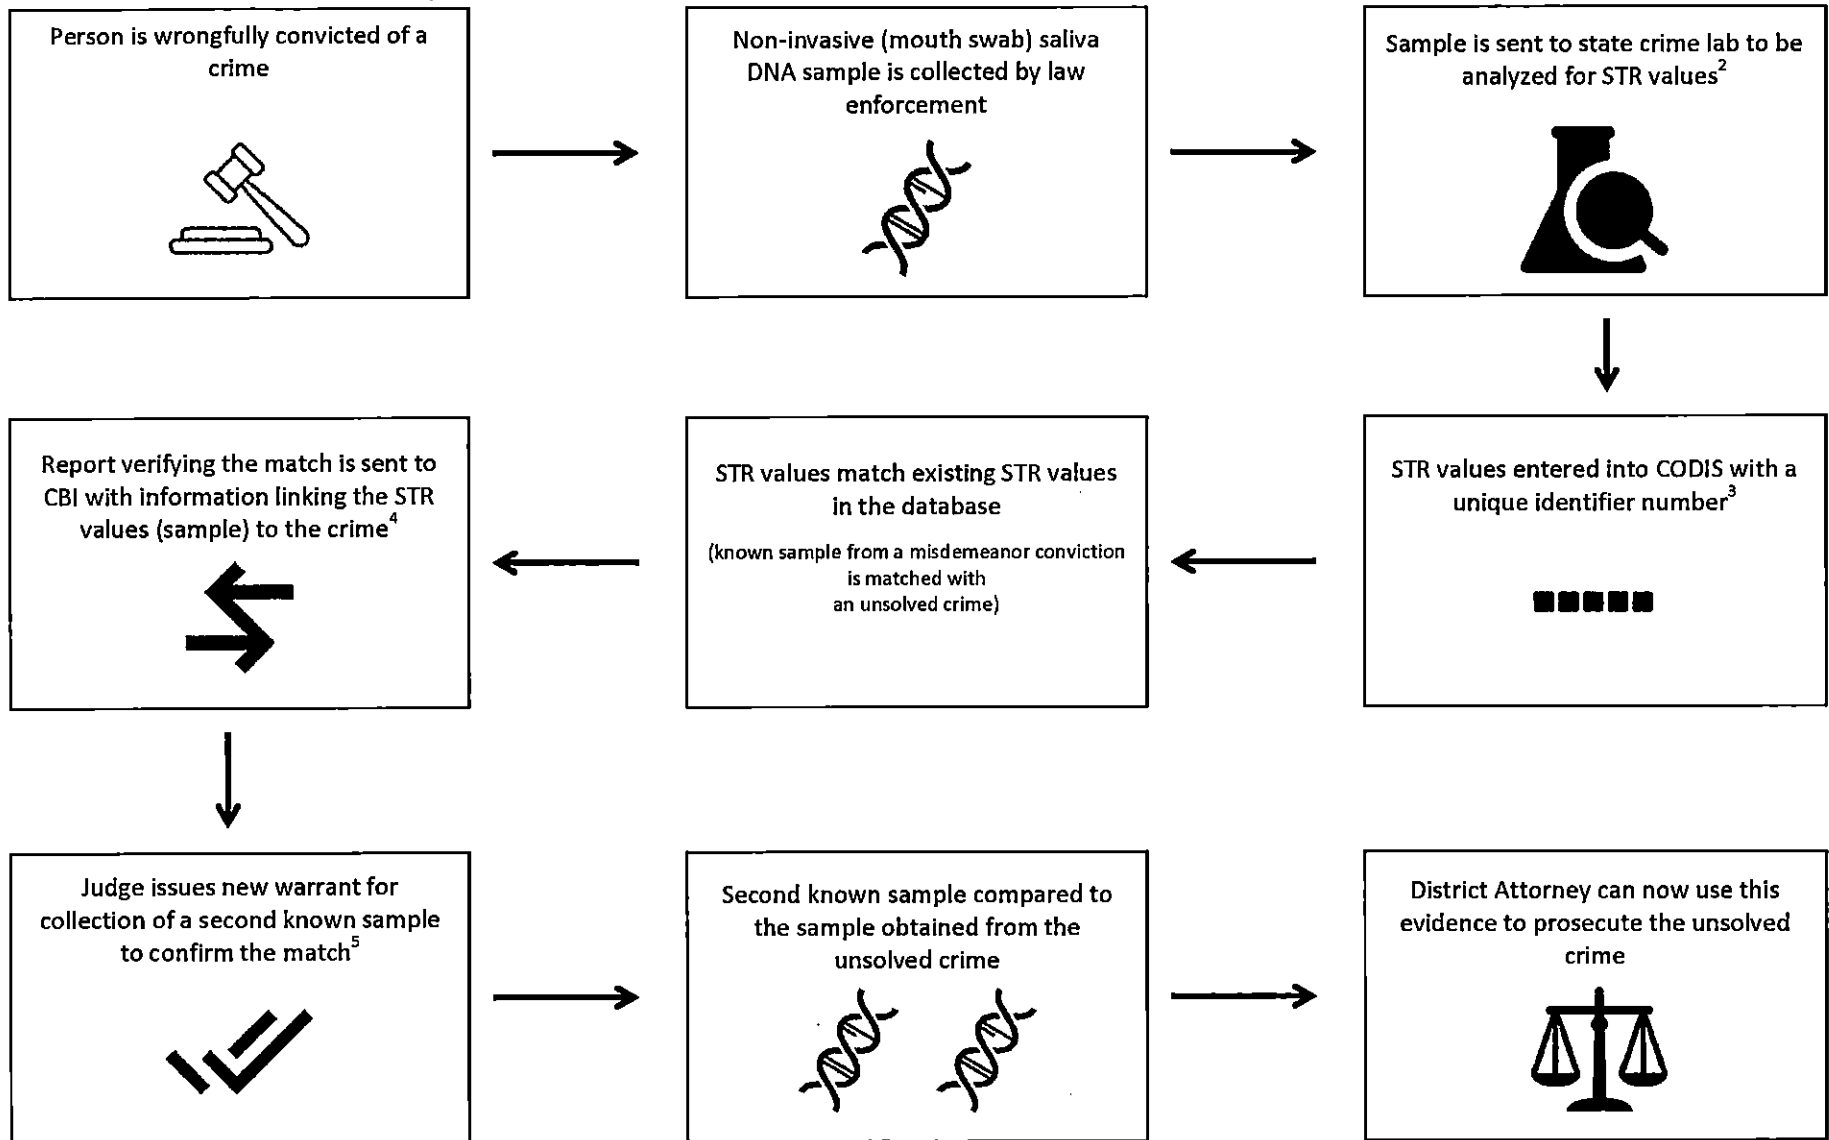 Person is wrongfully convicted of a
crime
Non-invasive (mouth swab) saliva
DNA sample is collected by law
enforcement
Sample is sent to state crime lab to be
analyzed for STR values²
STR values entered into CODIS with a
unique identifier number³
STR values match existing STR values
in the database
(known sample from a misdemeanor conviction
is matched with
an unsolved crime)
Report verifying the match is sent to
CBI with information linking the STR
values (sample) to the crime⁴
Judge issues new warrant for
collection of a second known sample
to confirm the match⁵
Second known sample compared to
the sample obtained from the
unsolved crime
District Attorney can now use this
evidence to prosecute the unsolved
crime